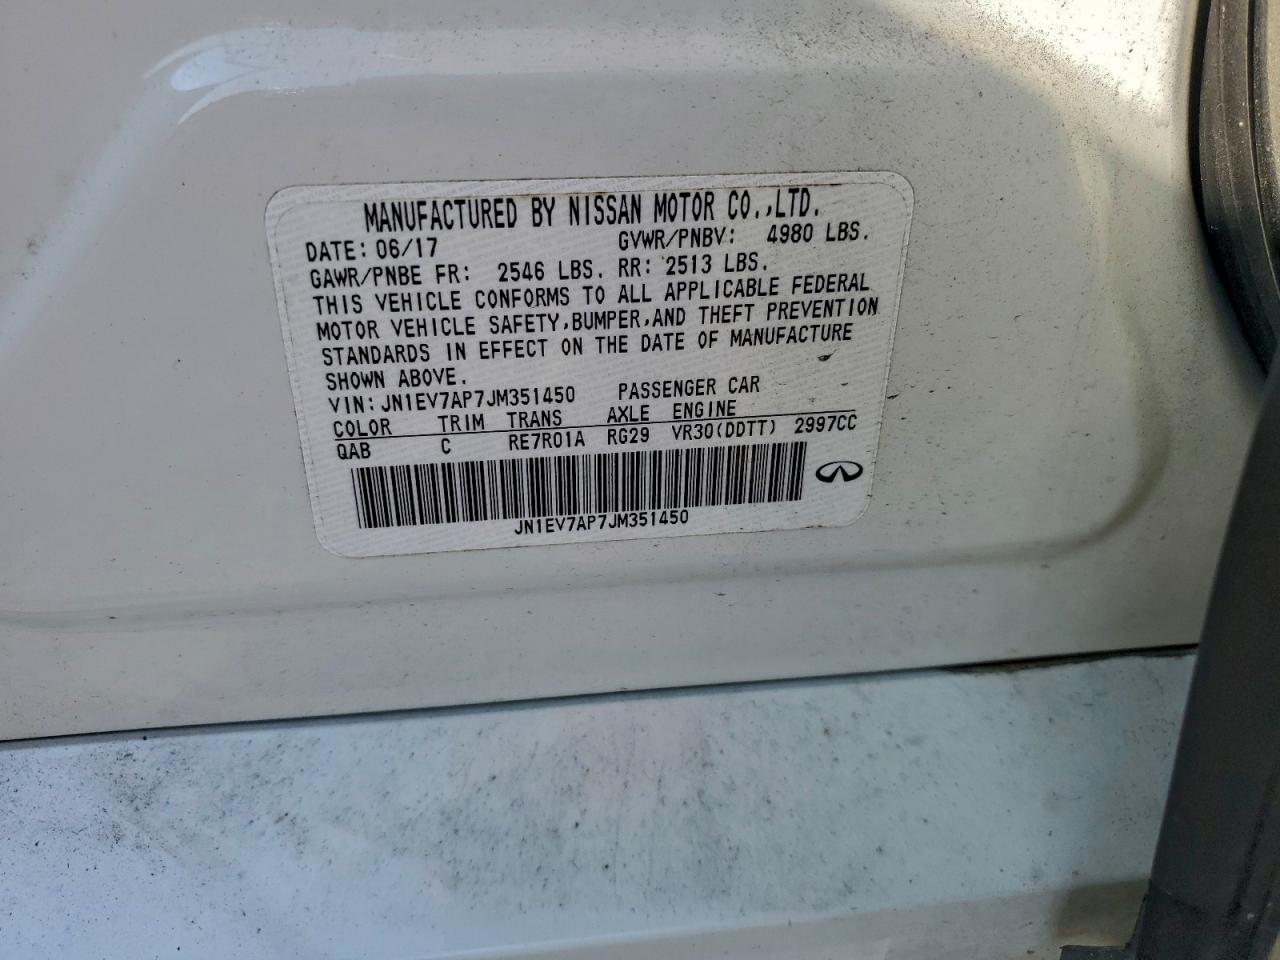 MANUFACTURED BY NISSAN MOTOR CO.,LTD.
DATE: 06/17 GVWR/PNBV: 4980 LBS.
GAWR/PNBE FR: 2546 LBS. RR: 2513 LBS.
THIS VEHICLE CONFORMS TO ALL APPLICABLE FEDERAL
MOTOR VEHICLE SAFETY,BUMPER,AND THEFT PREVENTION
STANDARDS IN EFFECT ON THE DATE OF MANUFACTURE
SHOWN ABOVE.
VIN: JN1EV7AP7JM351450 PASSENGER CAR
COLOR TRIM TRANS AXLE ENGINE
QAB C RE7R01A RG29 VR30(DDTT) 2997CC
JN1EV7AP7JM351450